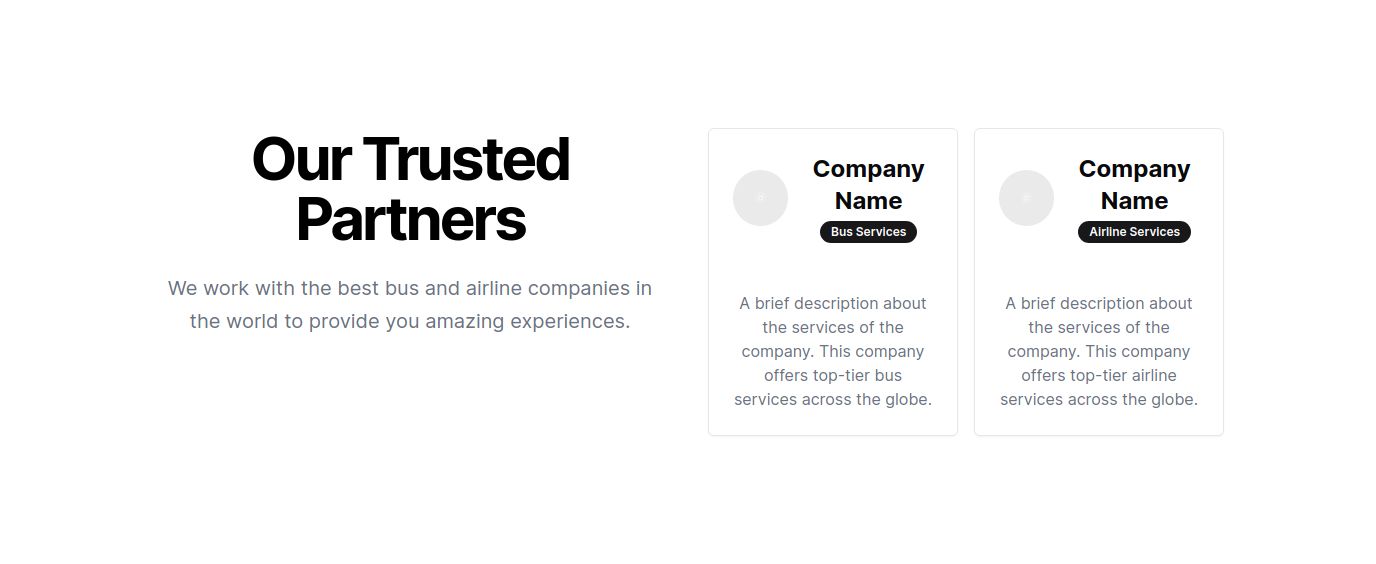 Our Trusted
Partners
We work with the best bus and airline companies in
the world to provide you amazing experiences.
Company
Name
Bus Services
A brief description about
the services of the
company. This company
offers top-tier bus
services across the globe.
Company
Name
Airline Services
A brief description about
the services of the
company. This company
offers top-tier airline
services across the globe.